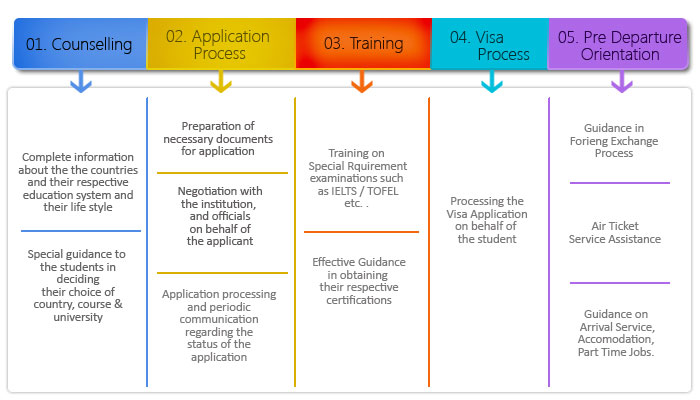 01. Counselling
02. Application
Process
03. Training
04. Visa
Process
05. Pre Departure
Orientation
Complete information
about the the countries
and their respective
education system and
their life style
Special guidance to
the students in
deciding
their choice of
country, course &
university
Preparation of
necessary documents
for application
Negotiation with
the institution,
and officials
on behalf of
the applicant
Application processing
and periodic
communication
regarding the
status of the
application
Training on
Special Rquirement
examinations such
as IELTS / TOFEL
etc. .
Effective Guidance
in obtaining
their respective
certifications
Processing the
Visa Application
on behalf of
the student
Guidance in
Forieng Exchange
Process
Air Ticket
Service Assistance
Guidance on
Arrival Service,
Accomodation,
Part Time Jobs.